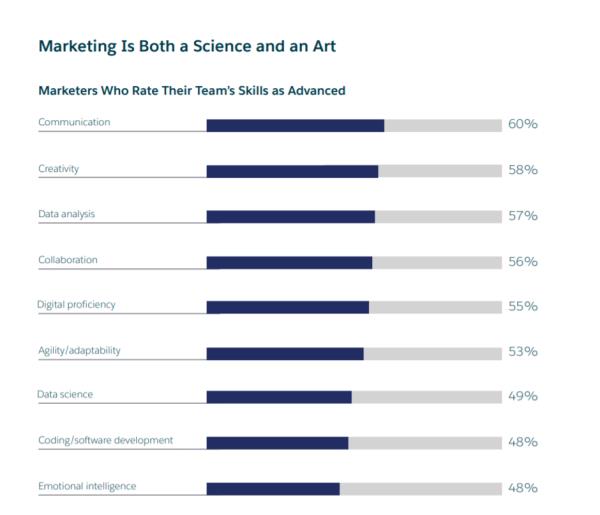 Marketing Is Both a Science and an Art
Marketers Who Rate Their Team's Skills as Advanced
Communication 60%
Creativity 58%
Data analysis 57%
Collaboration 56%
Digital proficiency 55%
Agility/adaptability 53%
Data science 49%
Coding/software development 48%
Emotional intelligence 48%